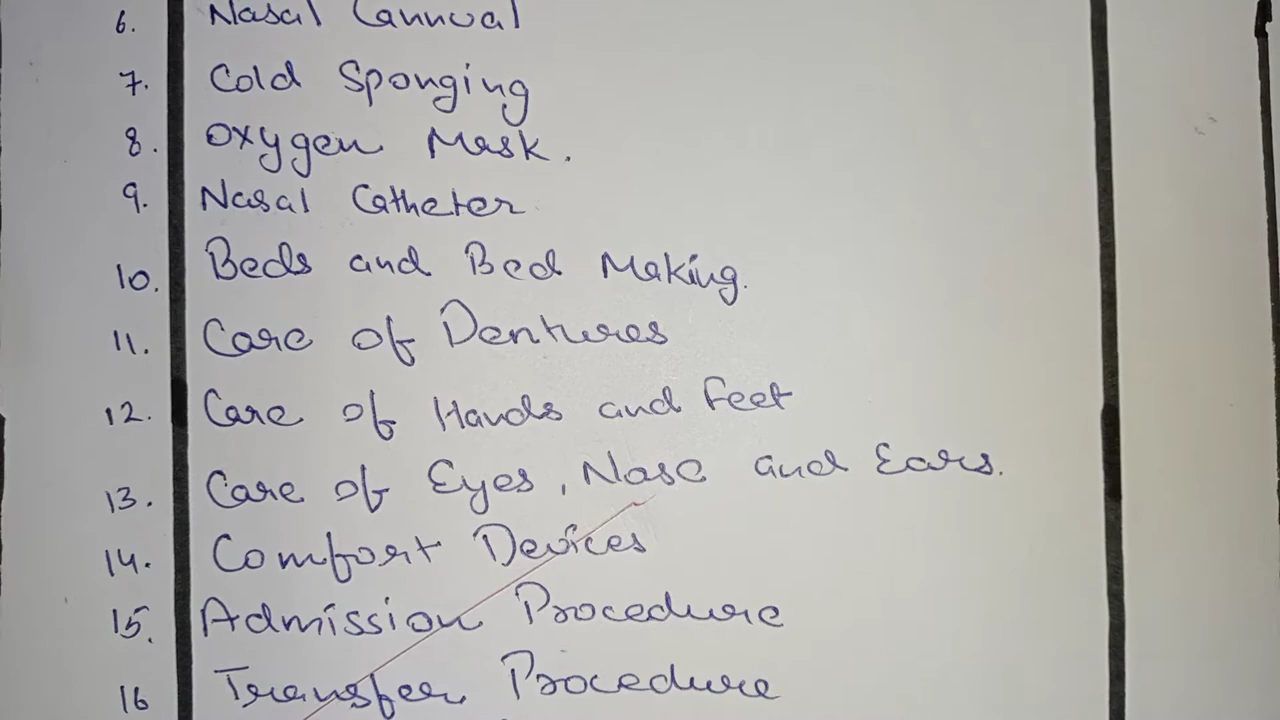 6. Nasal Cannual
7. Cold Sponging
8. Oxygen Mask.
9. Nasal Catheter
10. Beds and Bed Making.
11. Care of Dentures
12. Care of Hands and Feet
13. Care of Eyes, Nose and Ears.
14. Comfort Devices
15. Admission Procedure
16 Transfer Procedure